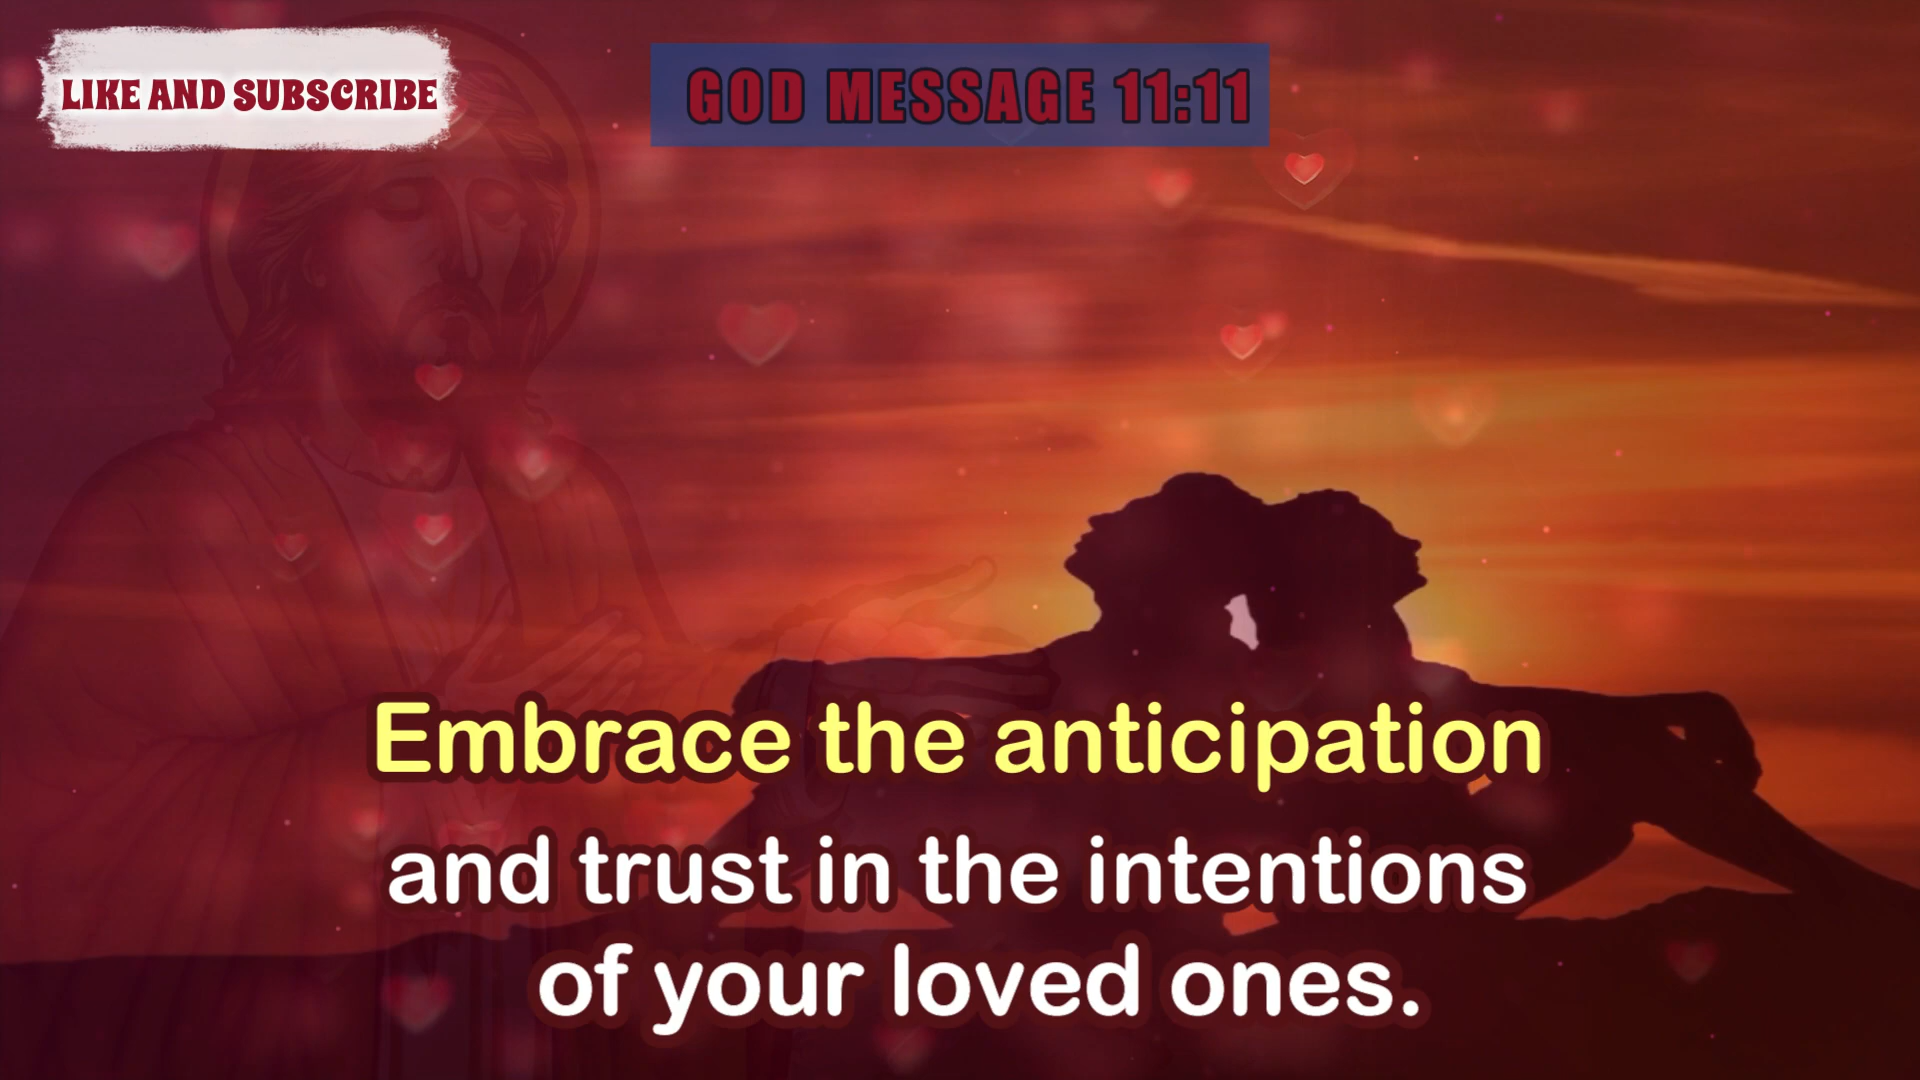 LIKE AND SUBSCRIBE
GOD MESSAGE 11:11
Embrace the anticipation
and trust in the intentions
of your loved ones.